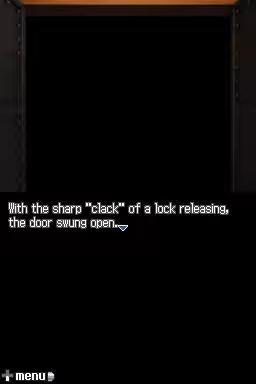 With the sharp "clack" of a lock releasing,
the door swung open.
menu